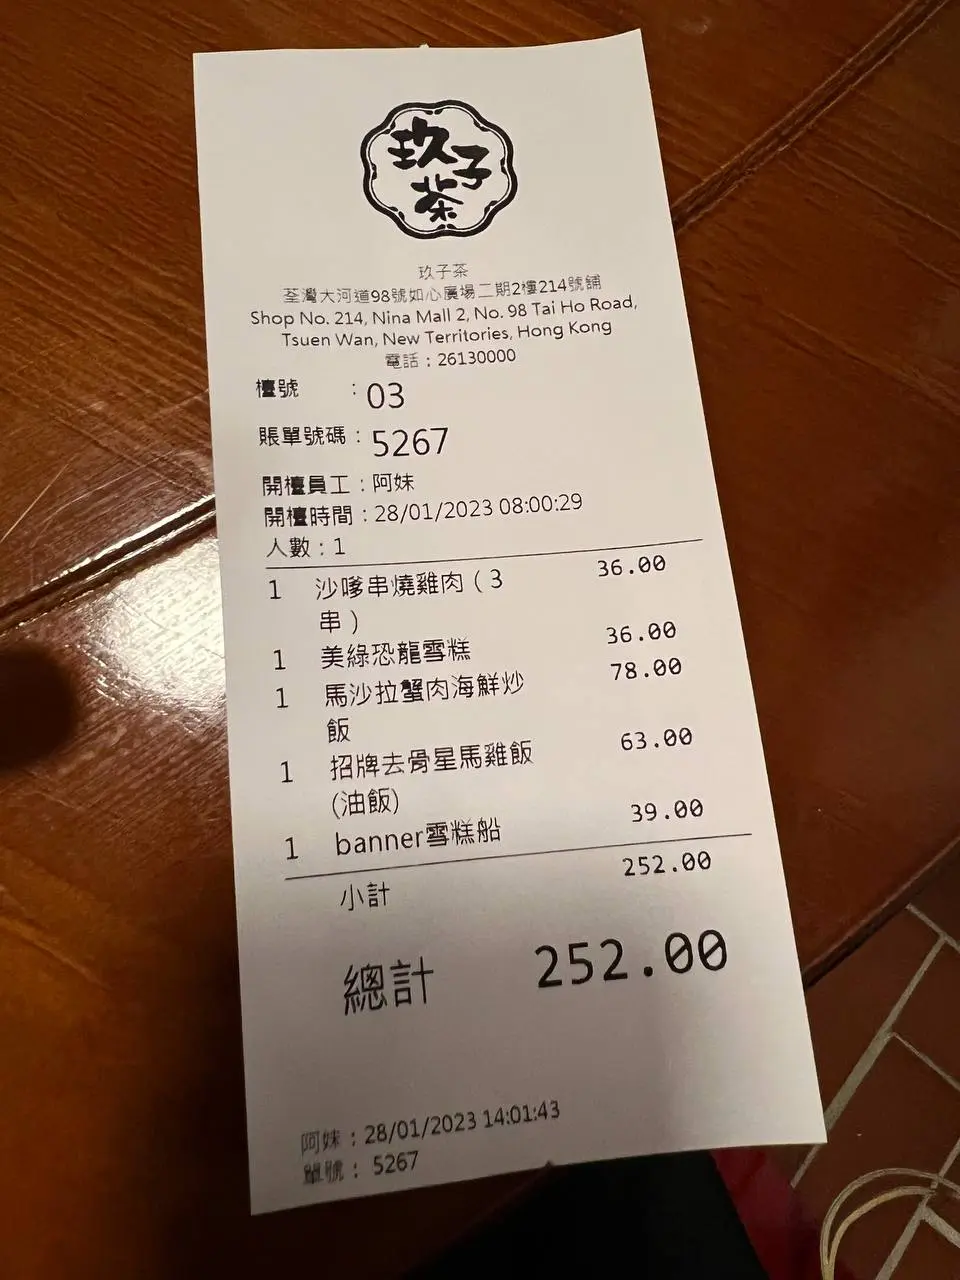 玖子茶
玖子茶
荃灣大河道98號如心廣場二期2樓214號舖
Shop No. 214, Nina Mall 2, No. 98 Tai Ho Road,
Tsuen Wan, New Territories, Hong Kong
電話：26130000
檯號 ：03
賬單號碼：5267
開檯員工：阿妹
開檯時間：28/01/2023 08:00:29
人數：1
1 沙嗲串燒雞肉（3 36.00
串）
1 美綠恐龍雪糕 36.00
1 馬沙拉蟹肉海鮮炒 78.00
飯
1 招牌去骨星馬雞飯 63.00
(油飯)
1 banner雪糕船 39.00
小計 252.00
總計 252.00
阿妹：28/01/2023 14:01:43
單號： 5267